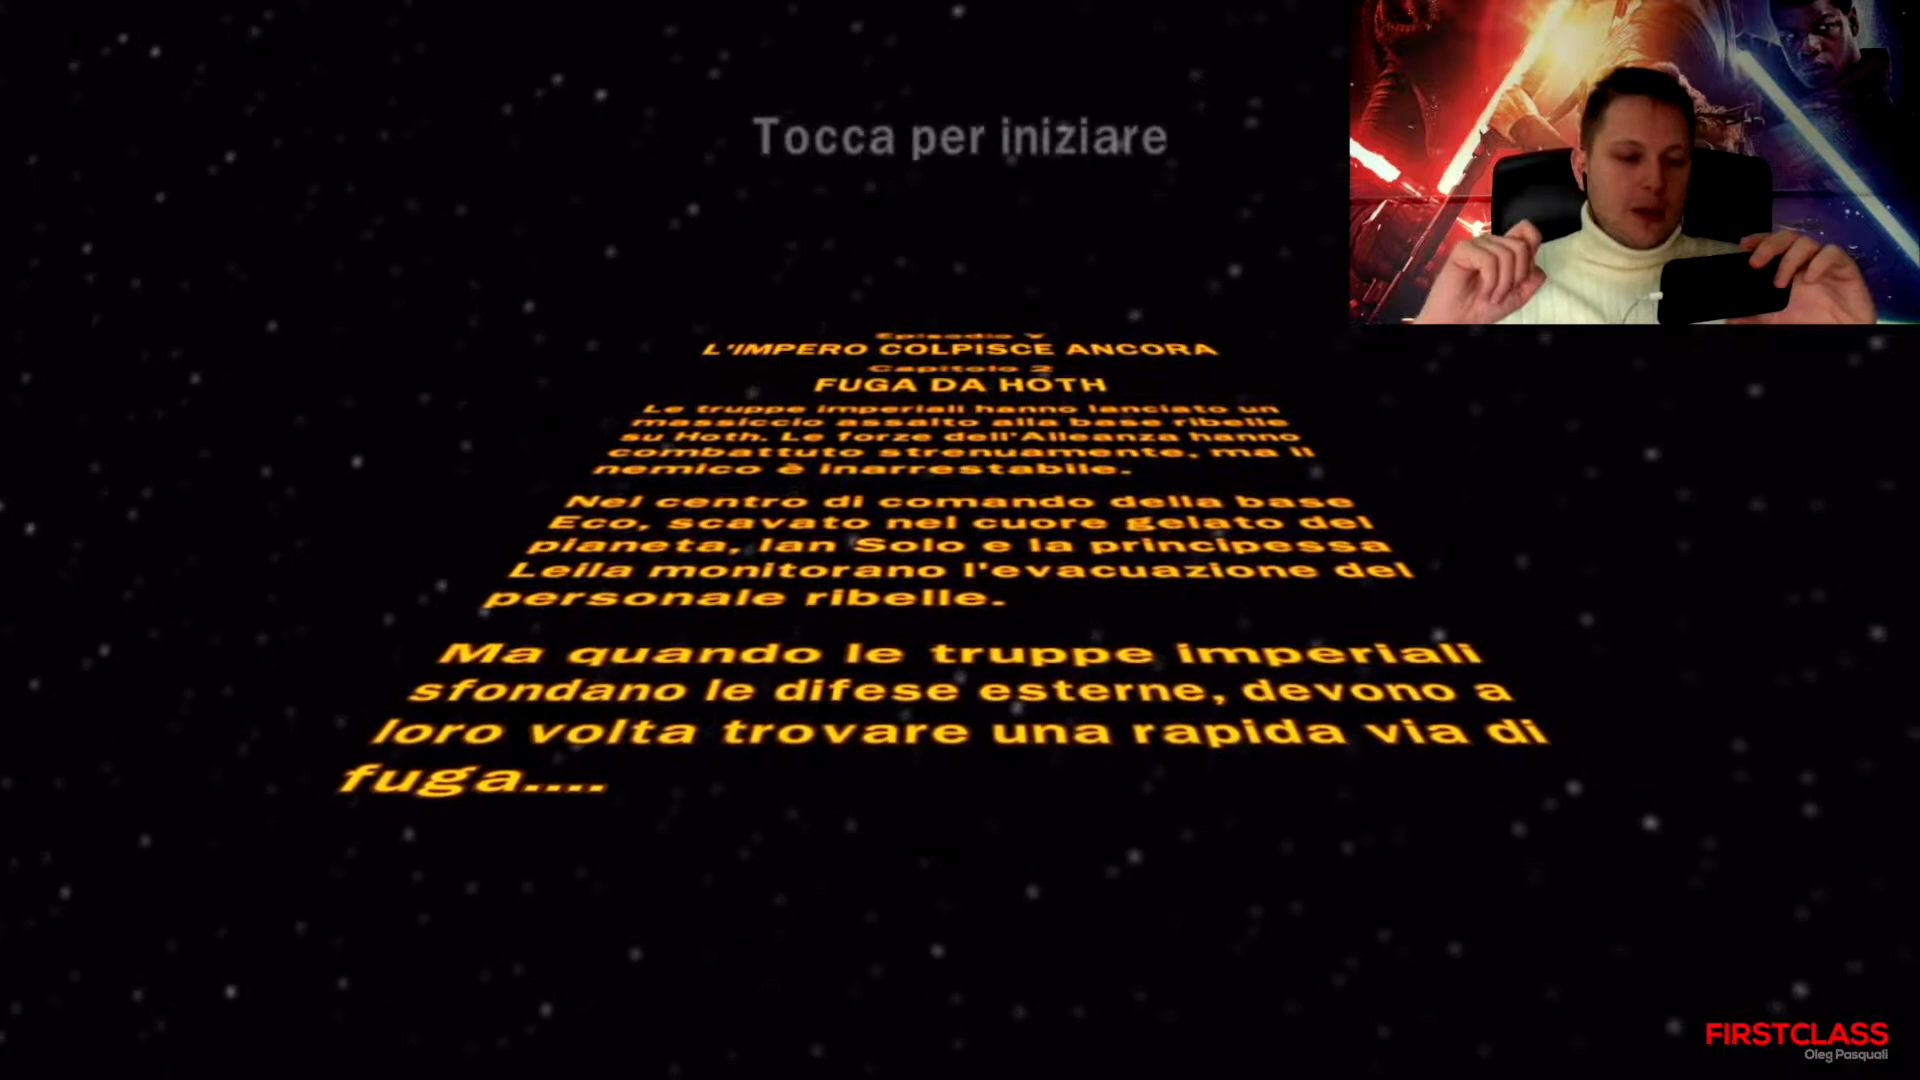 Tocca per iniziare
Episodio V
L'IMPERO COLPISCE ANCORA
Capitolo 2
FUGA DA HOTH
Le truppe imperiali hanno lanciato un
massiccio assalto alla base ribelle
su Hoth. Le forze dell'Alleanza hanno
combattuto strenuamente, ma il
nemico è inarrestabile.
Nel centro di comando della base
Eco, scavato nel cuore gelato del
pianeta, Ian Solo e la principessa
Leila monitorano l'evacuazione del
personale ribelle.
Ma quando le truppe imperiali
sfondano le difese esterne, devono a
loro volta trovare una rapida via di
fuga....
FIRSTCLASS
Oleg Pasquali